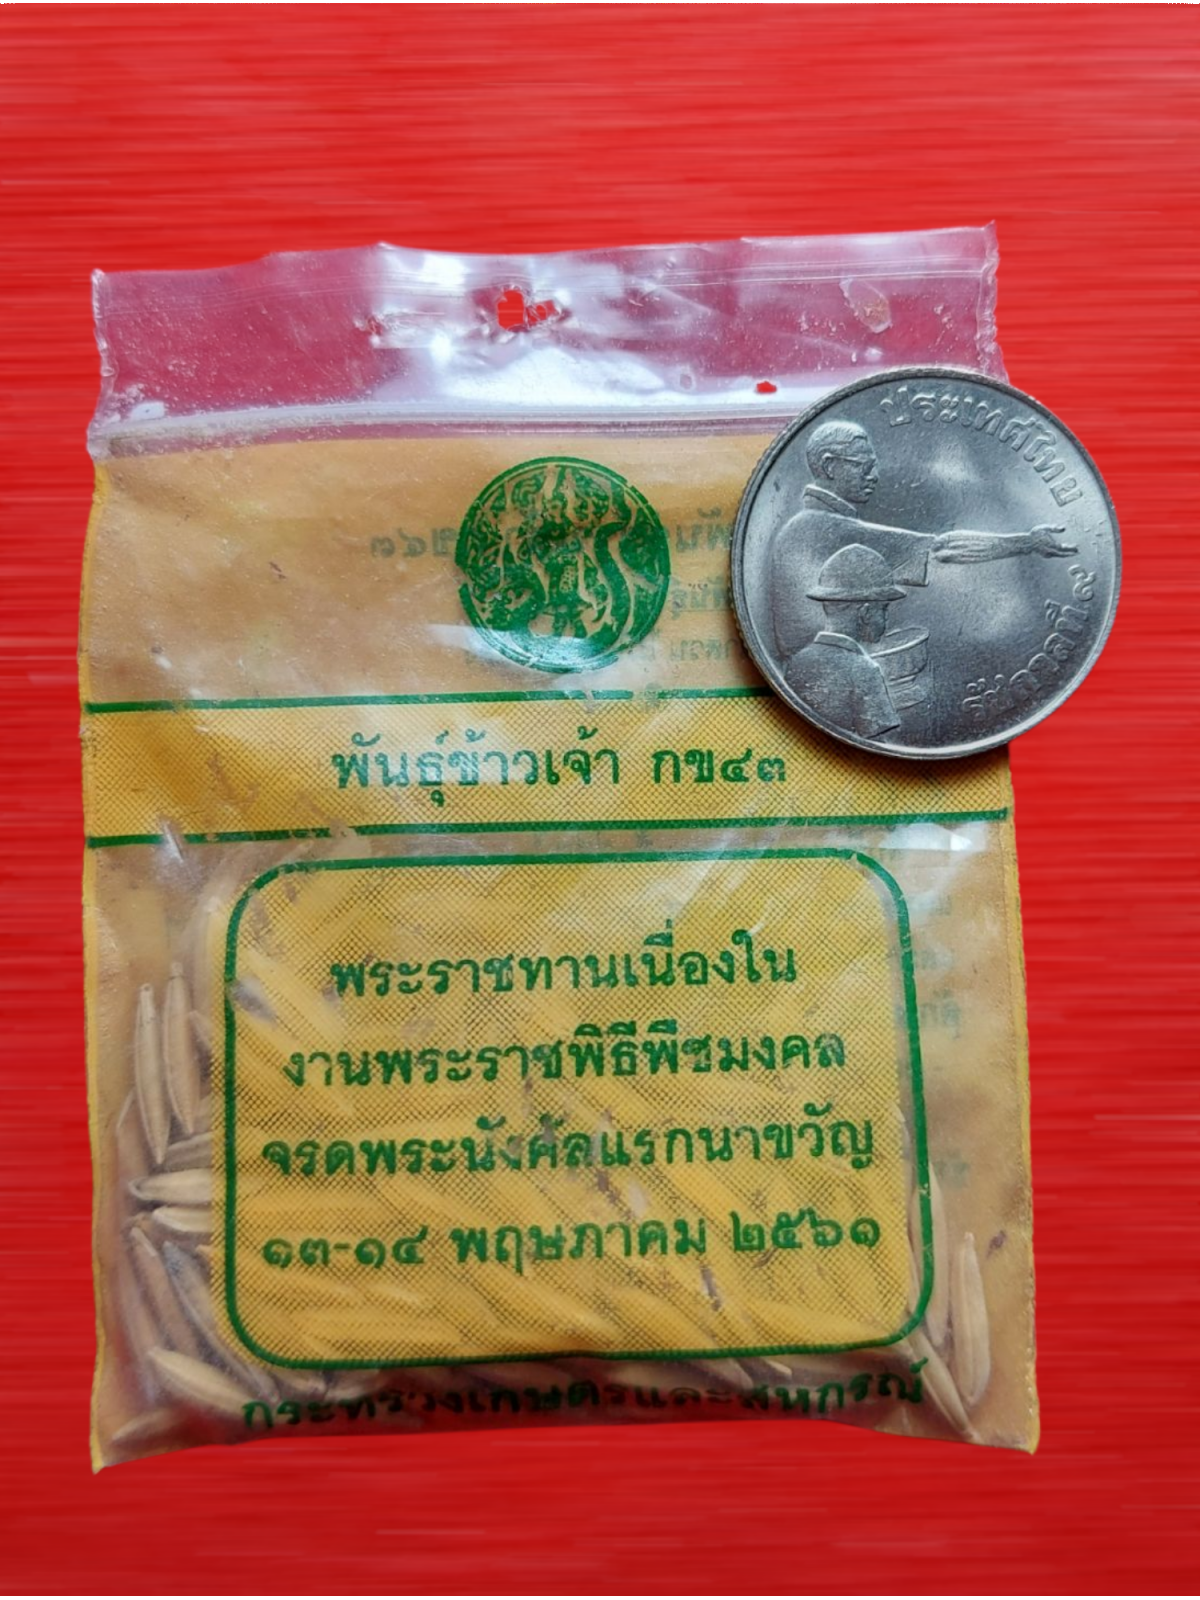 ประเทศไทย
รัชกาลที่ ๙
พันธุ์ข้าวเจ้า กข๔๓
พระราชทานเนื่องใน
งานพระราชพิธีพืชมงคล
จรดพระนังคัลแรกนาขวัญ
๑๓-๑๔ พฤษภาคม ๒๕๖๑
กระทรวงเกษตรและสหกรณ์